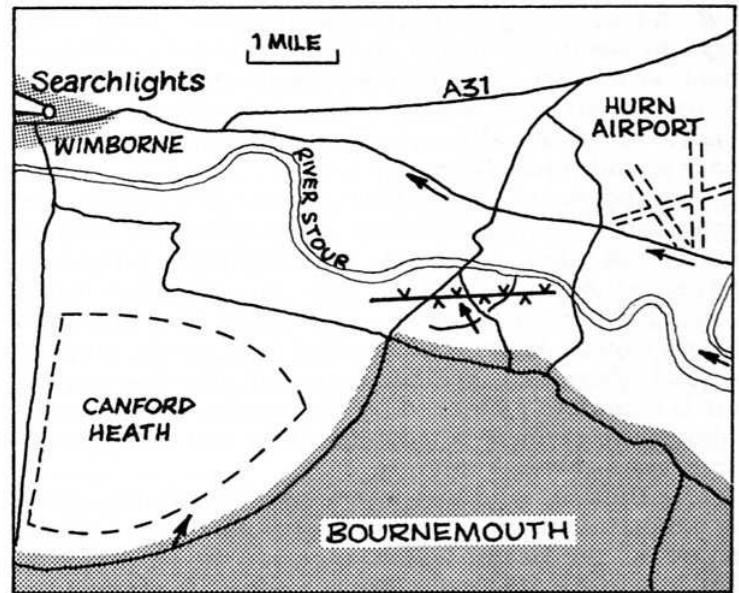 1 MILE
Searchlights
A31
HURN
AIRPORT
WIMBORNE
RIVER STOUR
CANFORD
HEATH
BOURNEMOUTH